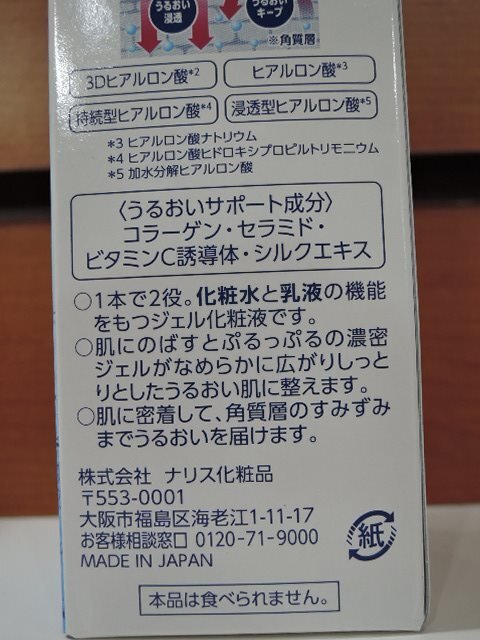 うるおい
浸透
うるおい
キープ
※角質層
3Dヒアルロン酸*2
ヒアルロン酸*3
持続型ヒアルロン酸*4
浸透型ヒアルロン酸*5
*3 ヒアルロン酸ナトリウム
*4 ヒアルロン酸ヒドロキシプロピルトリモニウム
*5 加水分解ヒアルロン酸
〈うるおいサポート成分〉
コラーゲン・セラミド・
ビタミンC誘導体・シルクエキス
○1本で2役。化粧水と乳液の機能
をもつジェル化粧液です。
○肌にのばすとぷるっぷるの濃密
ジェルがなめらかに広がりしっと
りとしたうるおい肌に整えます。
○肌に密着して、角質層のすみずみ
までうるおいを届けます。
株式会社 ナリス化粧品
〒553-0001
大阪市福島区海老江1-11-17
お客様相談窓口 0120-71-9000
MADE IN JAPAN
紙
本品は食べられません。